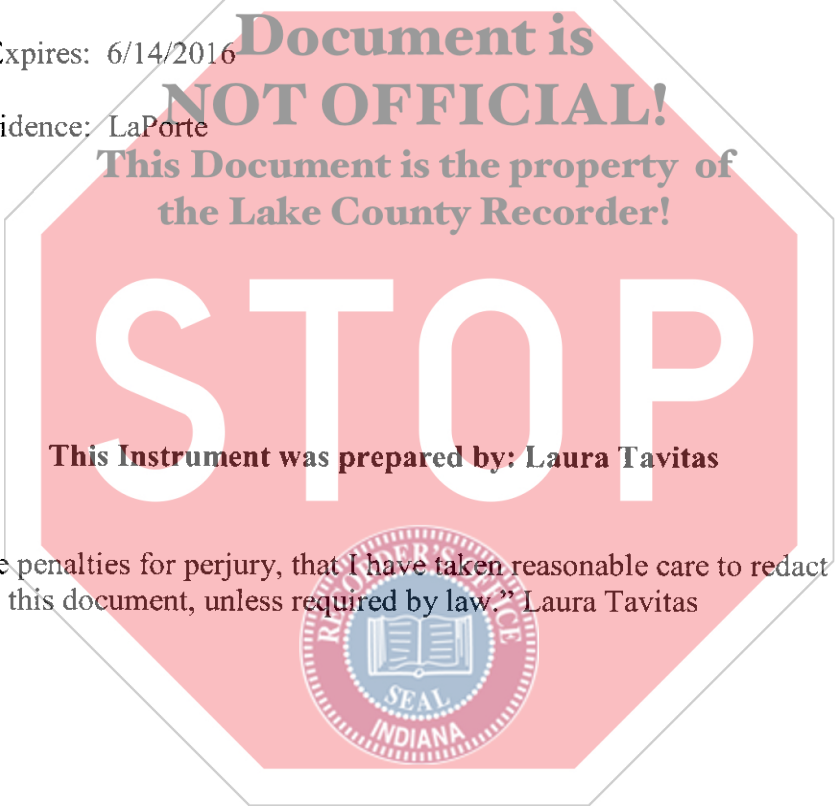 Document is
Expires: 6/14/2016
NOT OFFICIAL!
idence: LaPorte
This Document is the property of
the Lake County Recorder!
STOP
This Instrument was prepared by: Laura Tavitas
e penalties for perjury, that I have taken reasonable care to redact
this document, unless required by law.” Laura Tavitas
RECORDER'S OFFICE
SEAL
INDIANA